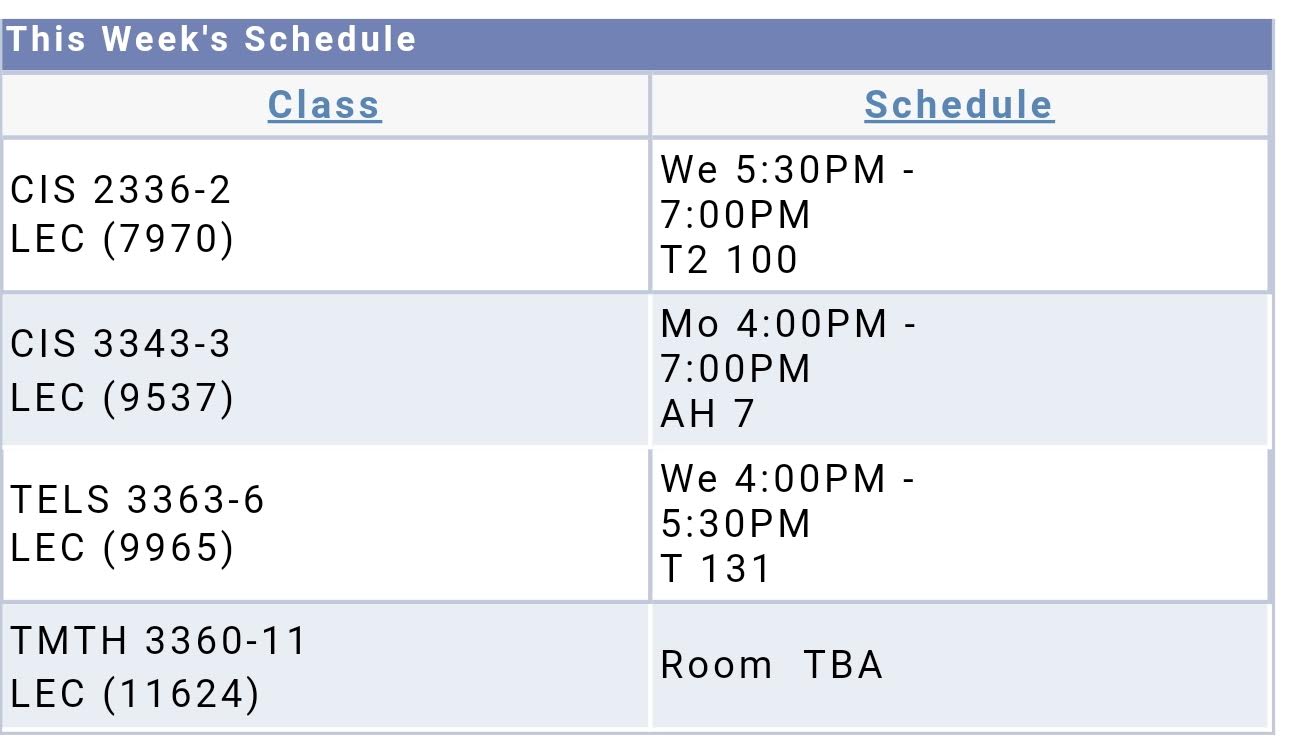 This Week's Schedule
Class
Schedule
CIS 2336-2
LEC (7970)
We 5:30PM -
7:00PM
T2 100
CIS 3343-3
LEC (9537)
Mo 4:00PM -
7:00PM
AH 7
TELS 3363-6
LEC (9965)
We 4:00PM -
5:30PM
T 131
TMTH 3360-11
LEC (11624)
Room  TBA